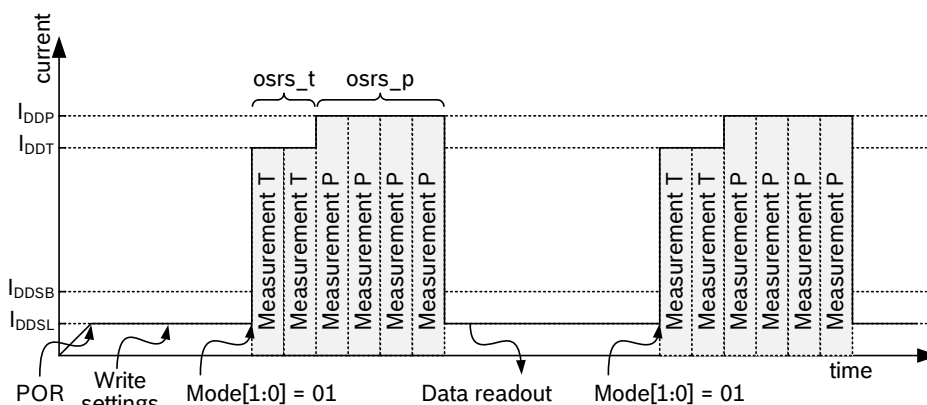 current
osrs_t osrs_p
IDDP
IDDT
IDDSB
IDDSL
Measurement T
Measurement T
Measurement P
Measurement P
Measurement P
Measurement P
Measurement T
Measurement T
Measurement P
Measurement P
Measurement P
Measurement P
time
POR
Write
settings
Mode[1:0] = 01
Data readout
Mode[1:0] = 01